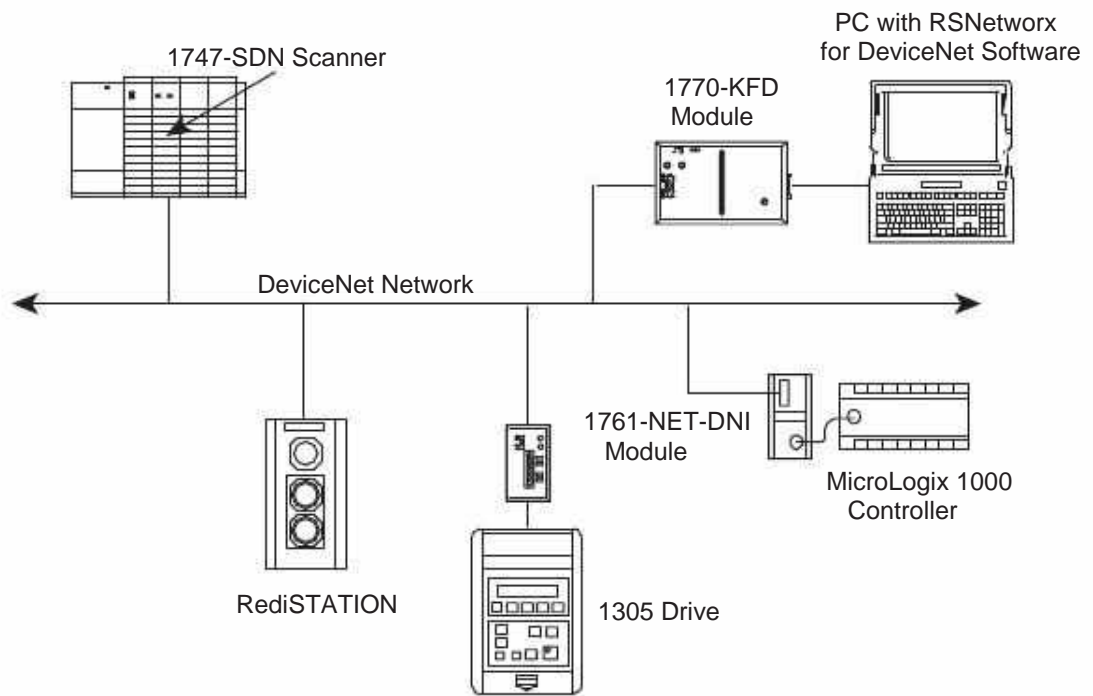 PC with RSNetworx
for DeviceNet Software
1747-SDN Scanner
1770-KFD
Module
DeviceNet Network
1761-NET-DNI
Module
MicroLogix 1000
Controller
RediSTATION
1305 Drive